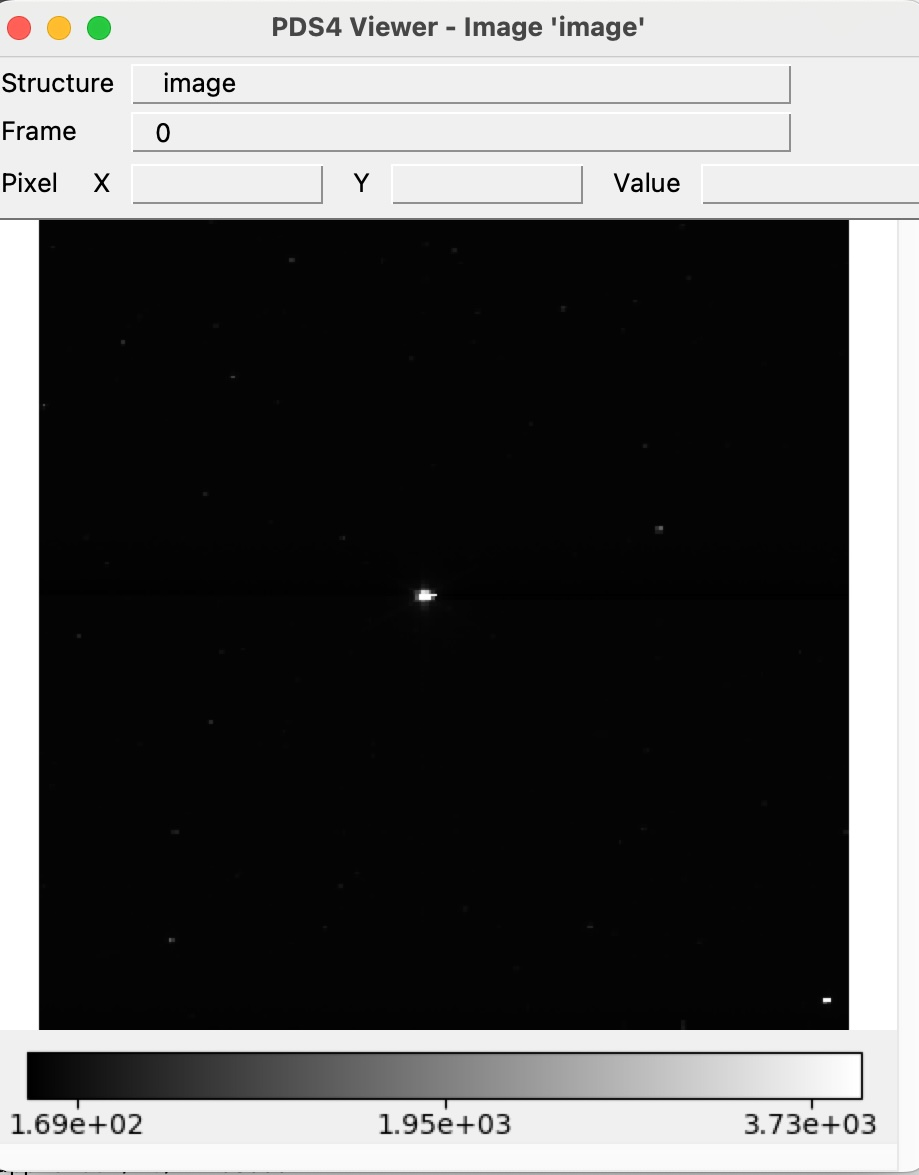 PDS4 Viewer - Image 'image'
Structure image
Frame 0
Pixel X Y Value
1.69e+02 1.95e+03 3.73e+03